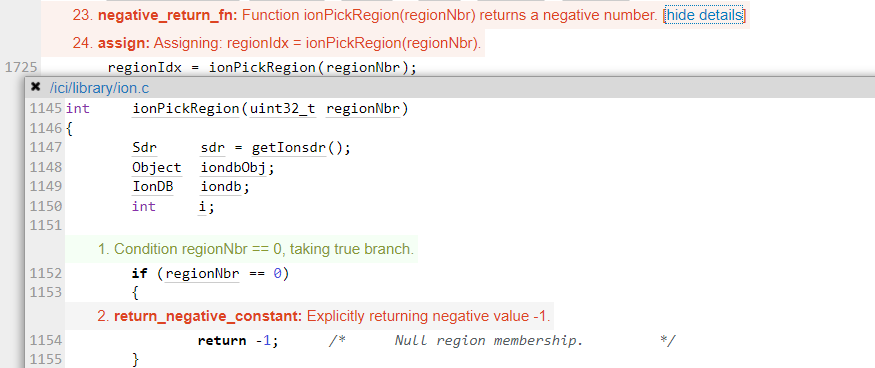 23. negative_return_fn: Function ionPickRegion(regionNbr) returns a negative number. [hide details]
24. assign: Assigning: regionIdx = ionPickRegion(regionNbr).
1725 regionIdx = ionPickRegion(regionNbr);
✖ /ici/library/ion.c
1145 int ionPickRegion(uint32_t regionNbr)
1146 {
1147 Sdr sdr = getIonsdr();
1148 Object iondbObj;
1149 IonDB iondb;
1150 int i;
1151
1. Condition regionNbr == 0, taking true branch.
1152 if (regionNbr == 0)
1153 {
2. return_negative_constant: Explicitly returning negative value -1.
1154 return -1; /* Null region membership. */
1155 }